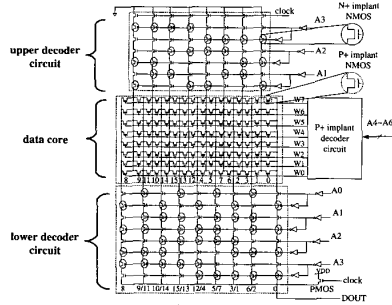 clock
N+ implant
NMOS
A3
upper decoder
circuit
A2
P+ implant
NMOS
A1
data core
W7
W6
W5
W4
W3
W2
W1
W0
P+ implant
decoder
circuit
A4~A6
8 9 11 10 14 15 13 12 4 5 7 6 2 3 1 0
A0
A1
lower decoder
circuit
A2
A3
vpp
clock
8 9/11 10/14 15/13 12/4 5/7 3/1 6/2 0
PMOS
DOUT